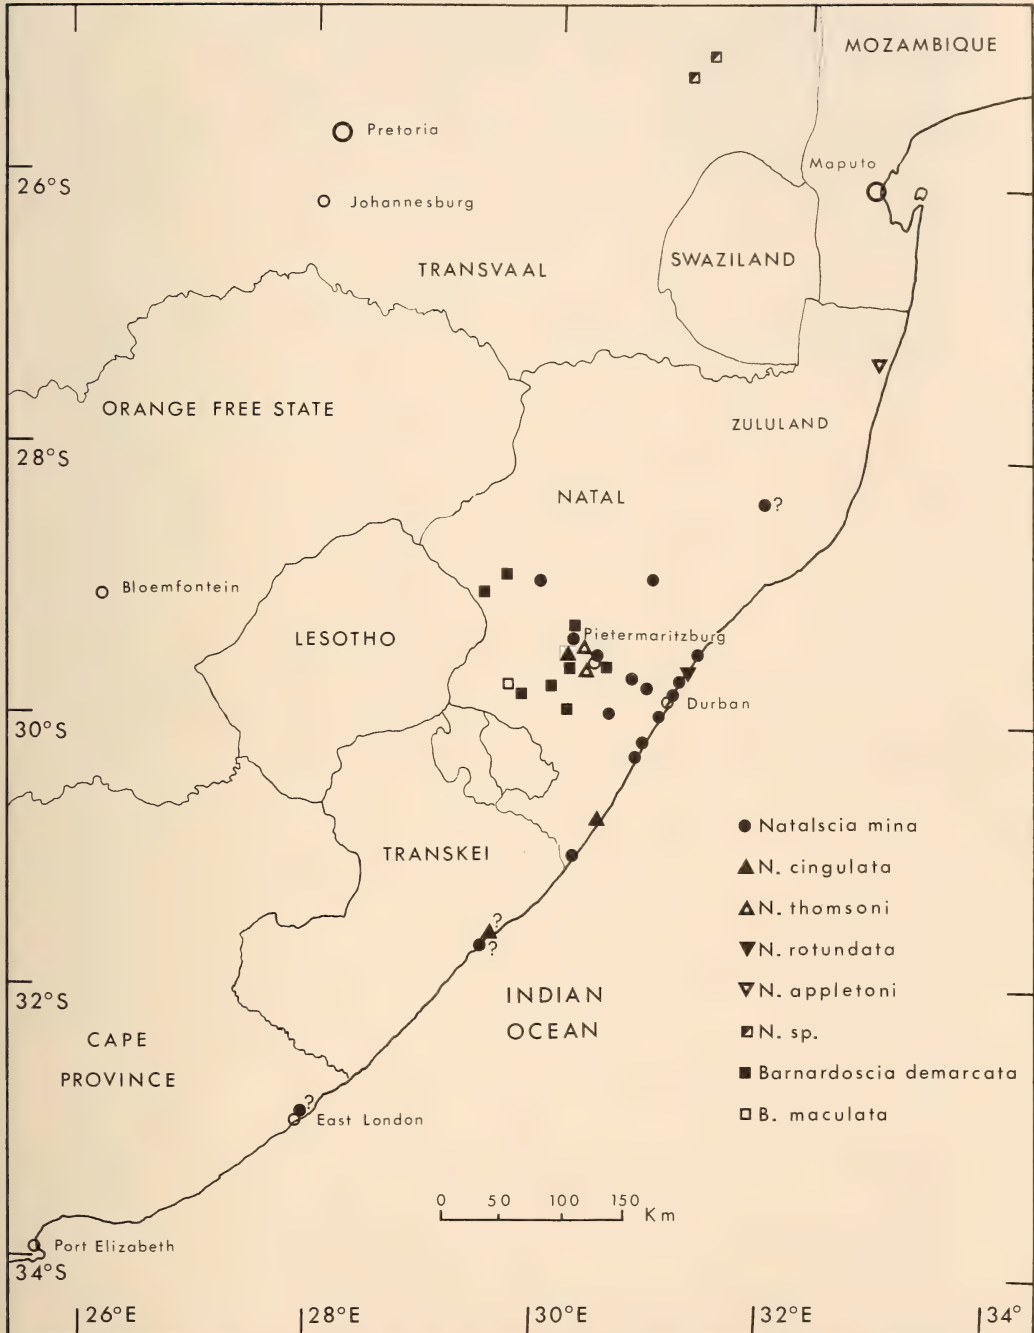 MOZAMBIQUE
Pretoria
Maputo
26°S
Johannesburg
SWAZILAND
TRANSVAAL
ORANGE FREE STATE
ZULULAND
28°S
NATAL
?
Bloemfontein
LESOTHO
Pietermaritzburg
30°S
Durban
TRANSKEI
?
?
Natalscia mina
N. cingulata
N. thomsoni
N. rotundata
N. appletoni
N. sp.
Barnardoscia demarcata
B. maculata
32°S
INDIAN
OCEAN
CAPE
PROVINCE
?
East London
0 50 100 150
Km
Port Elizabeth
34°S
26°E 28°E 30°E 32°E 34°